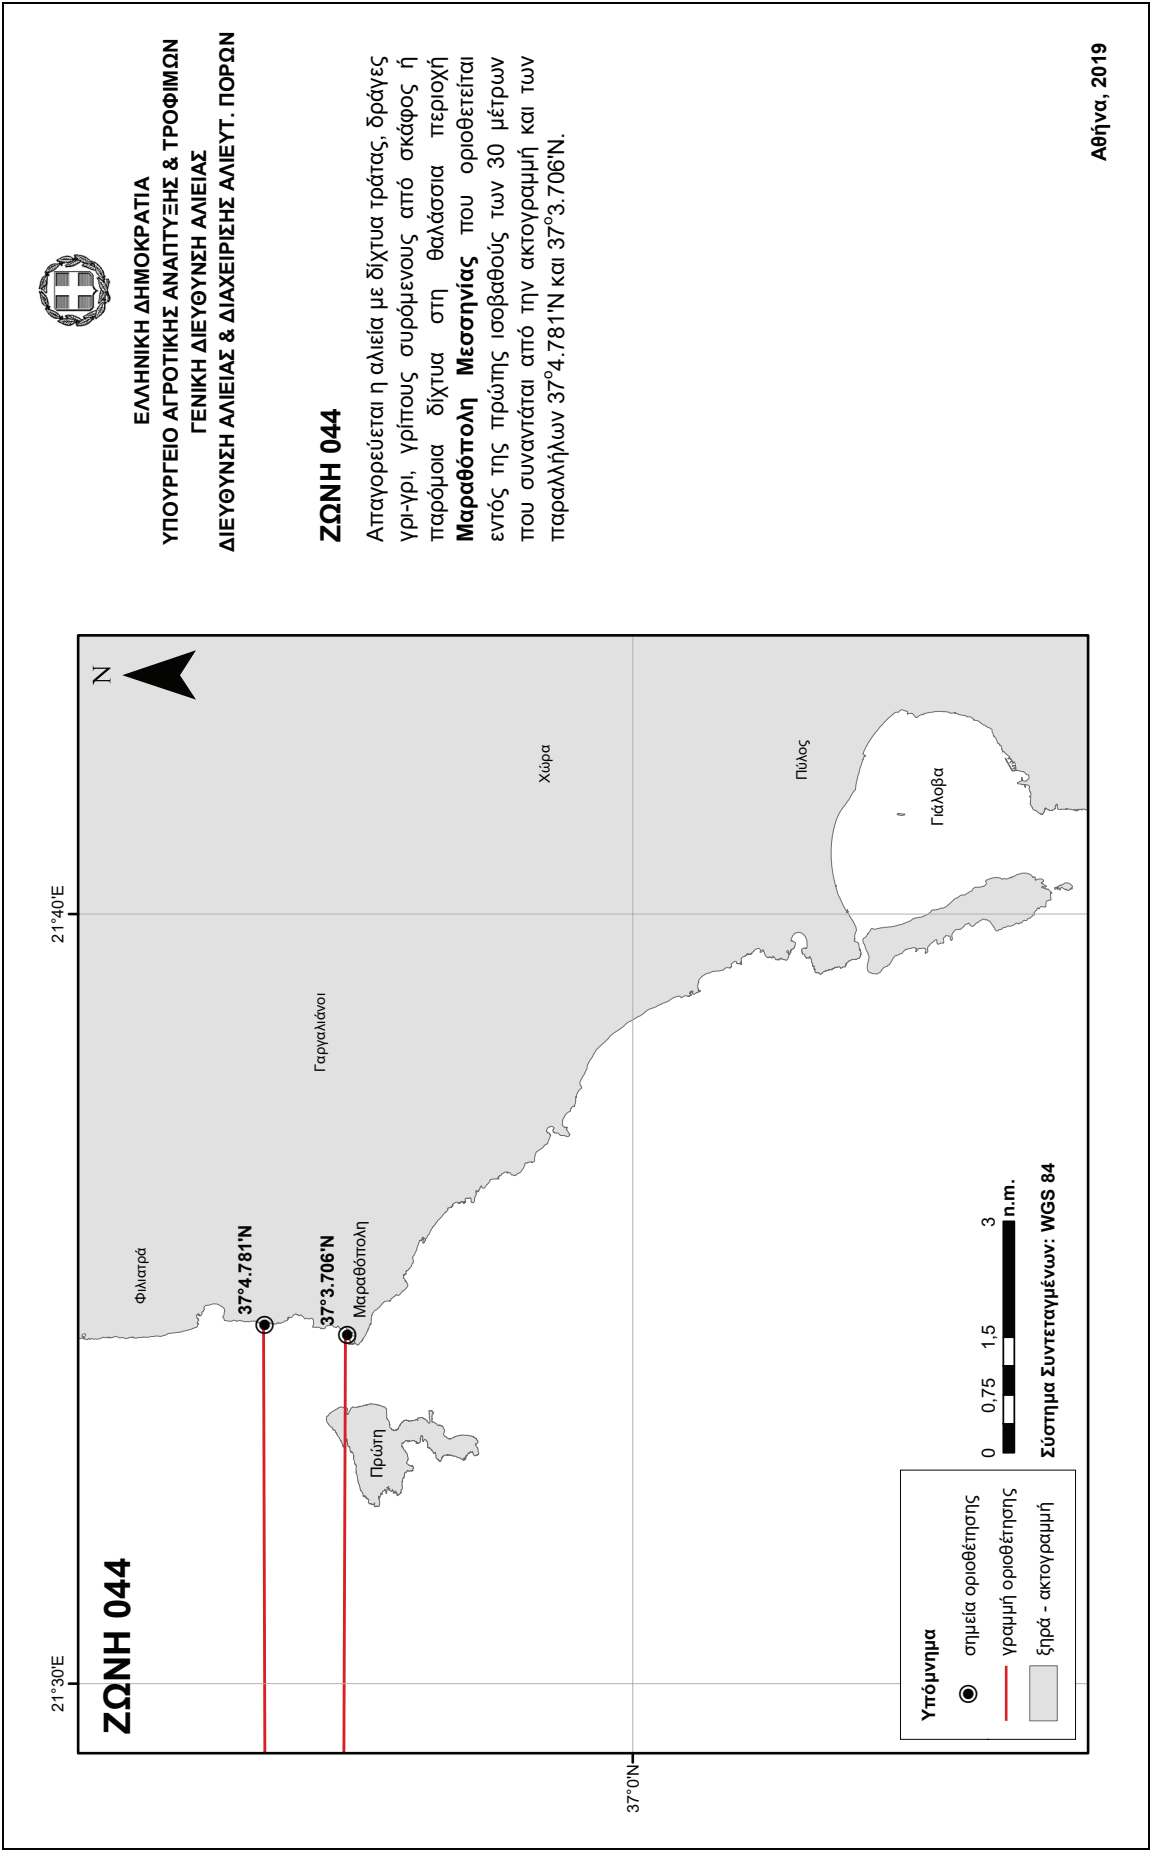 ΖΩΝΗ 044
21°30'E
21°40'E
37°0'N
N
Φιλιατρά
37°4.781'N
37°3.706'N
Μαραθόπολη
Γαργαλιάνοι
Πρώτη
Χώρα
Πύλος
Γιάλοβα
Υπόμνημα
σημεία οριοθέτησης
γραμμή οριοθέτησης
ξηρά - ακτογραμμή
0 0,75 1,5 3
n.m.
Σύστημα Συντεταγμένων: WGS 84
ΕΛΛΗΝΙΚΗ ΔΗΜΟΚΡΑΤΙΑ
ΥΠΟΥΡΓΕΙΟ ΑΓΡΟΤΙΚΗΣ ΑΝΑΠΤΥΞΗΣ & ΤΡΟΦΙΜΩΝ
ΓΕΝΙΚΗ ΔΙΕΥΘΥΝΣΗ ΑΛΙΕΙΑΣ
ΔΙΕΥΘΥΝΣΗ ΑΛΙΕΙΑΣ & ΔΙΑΧΕΙΡΙΣΗΣ ΑΛΙΕΥΤ. ΠΟΡΩΝ
ΖΩΝΗ 044
Απαγορεύεται η αλιεία με δίχτυα τράτας, δράγες
γρι-γρι, γρίπους συρόμενους από σκάφος ή
παρόμοια δίχτυα στη θαλάσσια περιοχή
Μαραθόπολη Μεσσηνίας που οριοθετείται
εντός της πρώτης ισοβαθούς των 30 μέτρων
που συναντάται από την ακτογραμμή και των
παραλλήλων 37°4.781'N και 37°3.706'N.
Αθήνα, 2019